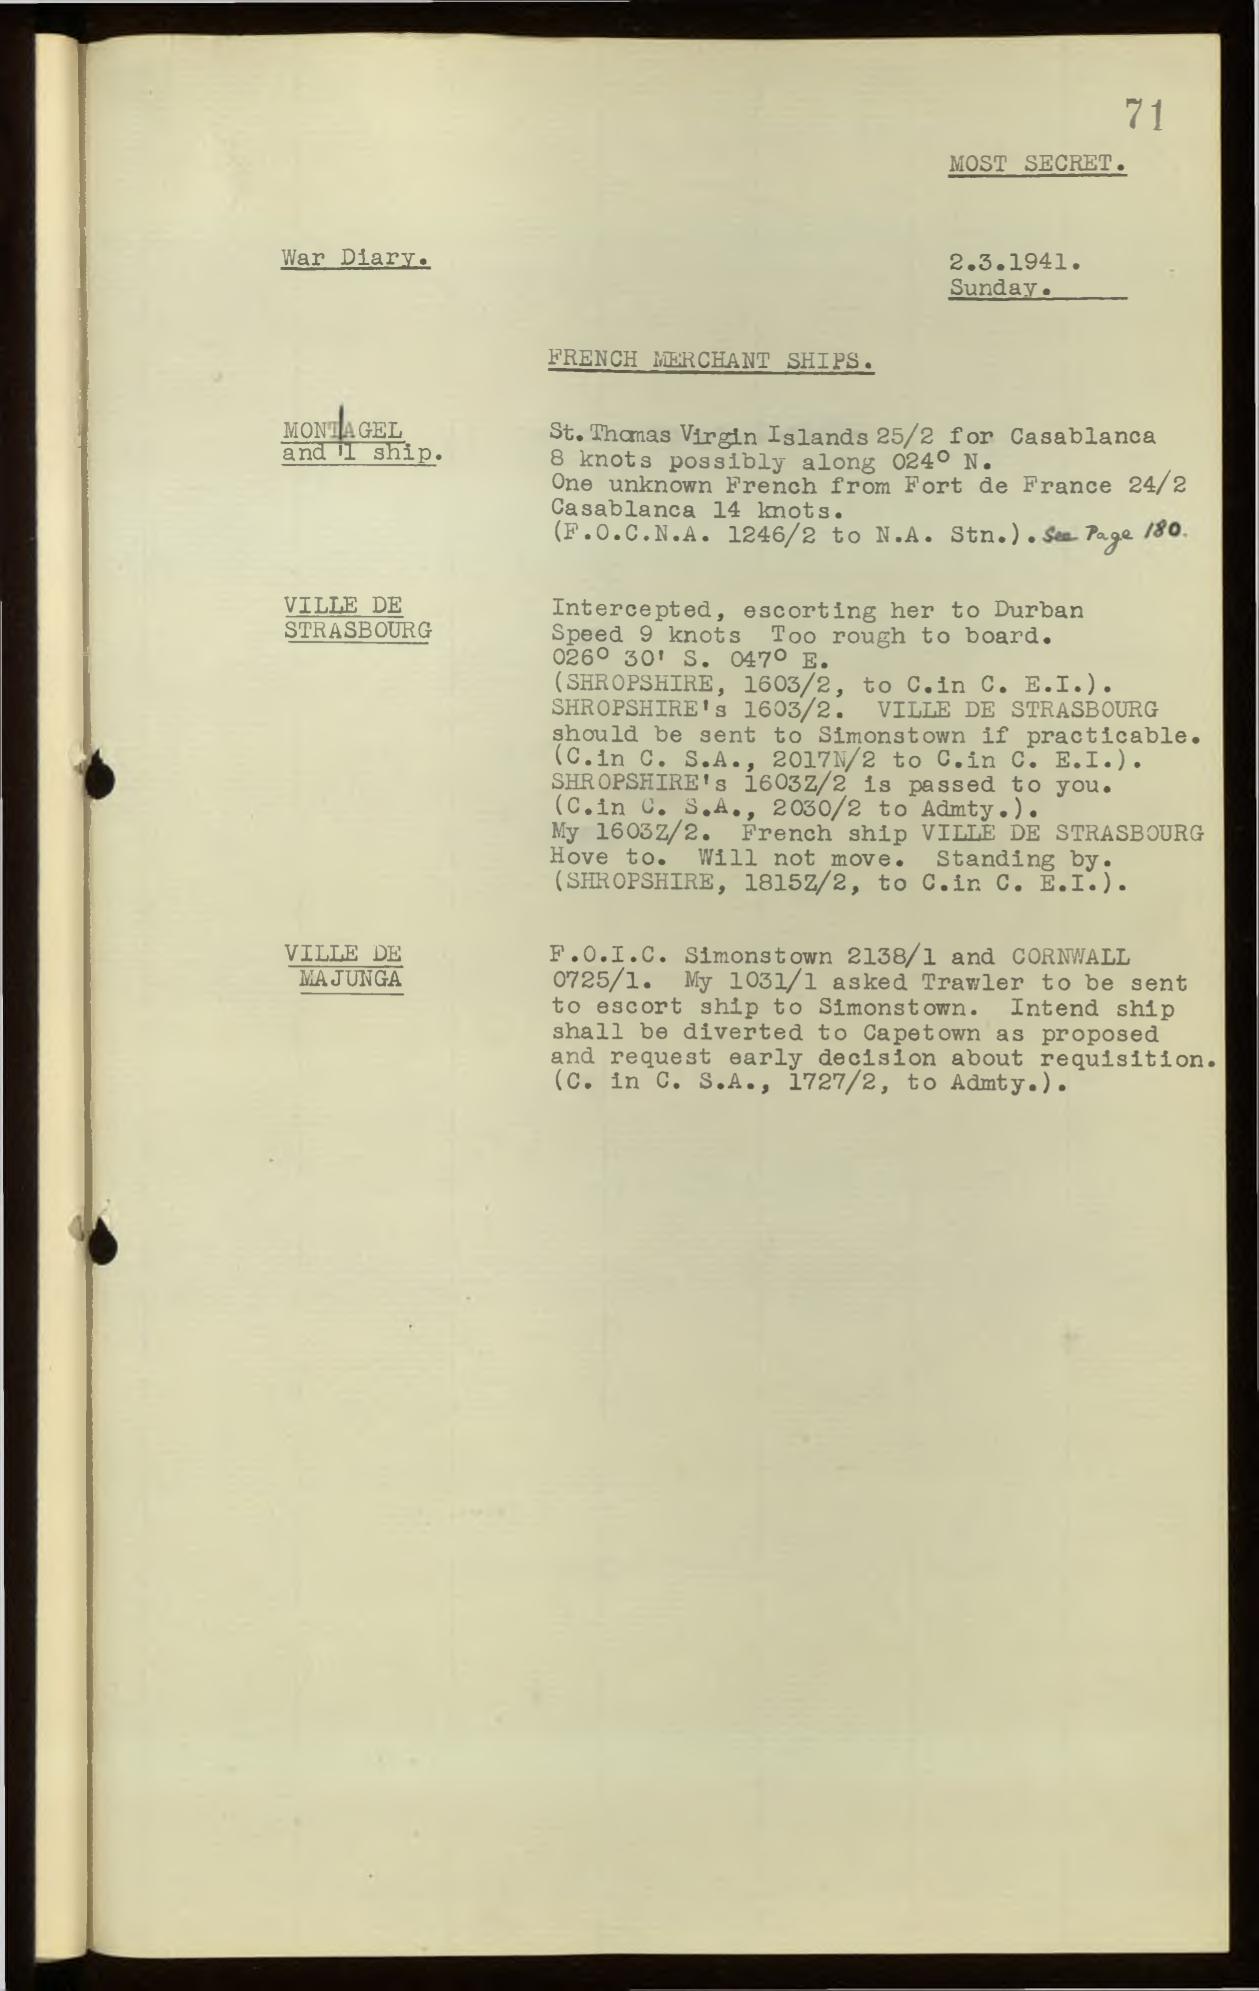 71
MOST SECRET.
War Diary.
2.3.1941.
Sunday.
FRENCH MERCHANT SHIPS.
MONTAGEL
and 1 ship.
St. Thomas Virgin Islands 25/2 for Casablanca
8 knots possibly along 024° N.
One unknown French from Fort de France 24/2
Casablanca 14 knots.
(F.O.C.N.A. 1246/2 to N.A. Stn.). See Page 180.
VILLE DE
STRASBOURG
Intercepted, escorting her to Durban
Speed 9 knots Too rough to board.
026° 30' S. 047° E.
(SHROPSHIRE, 1603/2, to C.in C. E.I.).
SHROPSHIRE's 1603/2. VILLE DE STRASBOURG
should be sent to Simonstown if practicable.
(C.in C. S.A., 2017N/2 to C.in C. E.I.).
SHROPSHIRE's 1603Z/2 is passed to you.
(C.in C. S.A., 2030/2 to Admty.).
My 1603Z/2. French ship VILLE DE STRASBOURG
Hove to. Will not move. Standing by.
(SHROPSHIRE, 1815Z/2, to C.in C. E.I.).
VILLE DE
MAJUNGA
F.O.I.C. Simonstown 2138/1 and CORNWALL
0725/1. My 1031/1 asked Trawler to be sent
to escort ship to Simonstown. Intend ship
shall be diverted to Capetown as proposed
and request early decision about requisition.
(C. in C. S.A., 1727/2, to Admty.).